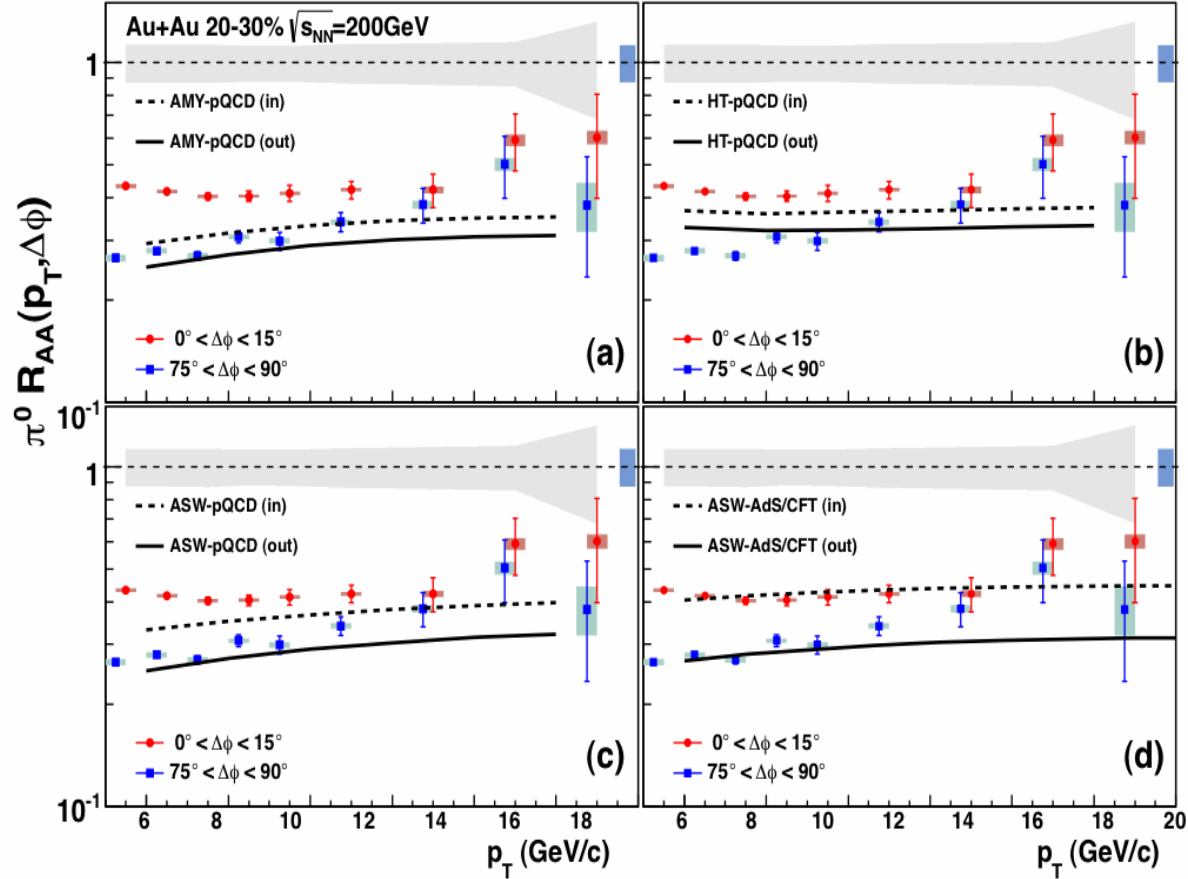 Au+Au 20-30% √s_NN=200GeV
1
AMY-pQCD (in)
AMY-pQCD (out)
0° < Δϕ < 15°
75° < Δϕ < 90°
(a)
HT-pQCD (in)
HT-pQCD (out)
0° < Δϕ < 15°
75° < Δϕ < 90°
(b)
π⁰ R_AA(p_T,Δϕ)
10⁻¹
1
ASW-pQCD (in)
ASW-pQCD (out)
0° < Δϕ < 15°
75° < Δϕ < 90°
(c)
ASW-AdS/CFT (in)
ASW-AdS/CFT (out)
0° < Δϕ < 15°
75° < Δϕ < 90°
(d)
10⁻¹
6 8 10 12 14 16 18
6 8 10 12 14 16 18 20
p_T (GeV/c)
p_T (GeV/c)